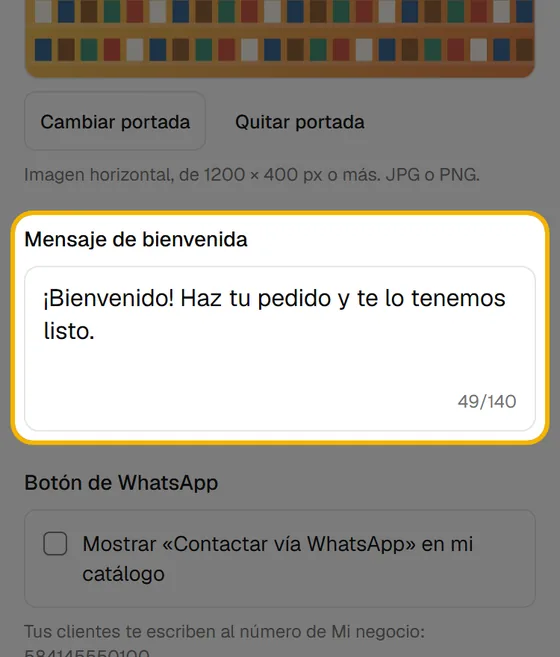 Cambiar portada
Quitar portada
Imagen horizontal, de 1200 × 400 px o más. JPG o PNG.
Mensaje de bienvenida
¡Bienvenido! Haz tu pedido y te lo tenemos
listo.
49/140
Botón de WhatsApp
Mostrar «Contactar vía WhatsApp» en mi
catálogo
Tus clientes te escriben al número de Mi negocio:
584145550100